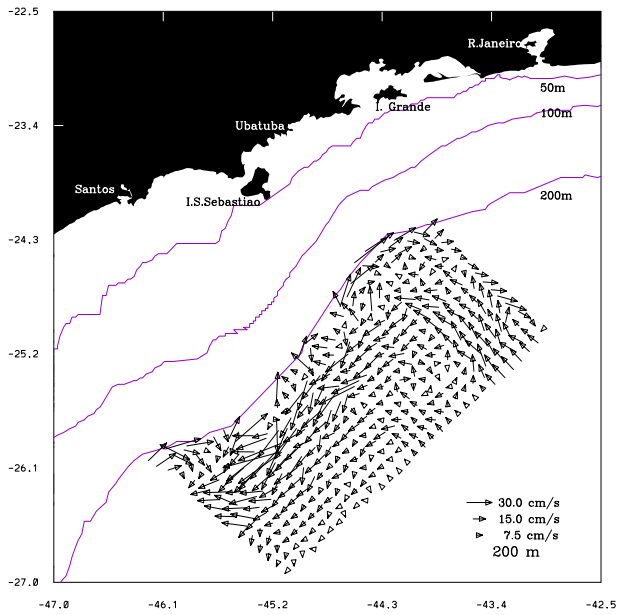 -22.5
R.Janeiro
50m
I. Grande
100m
-23.4
Ubatuba
Santos
I.S.Sebastiao
200m
-24.3
-25.2
-26.1
30.0 cm/s
15.0 cm/s
7.5 cm/s
200 m
-27.0
-47.0 -46.1 -45.2 -44.3 -43.4 -42.5